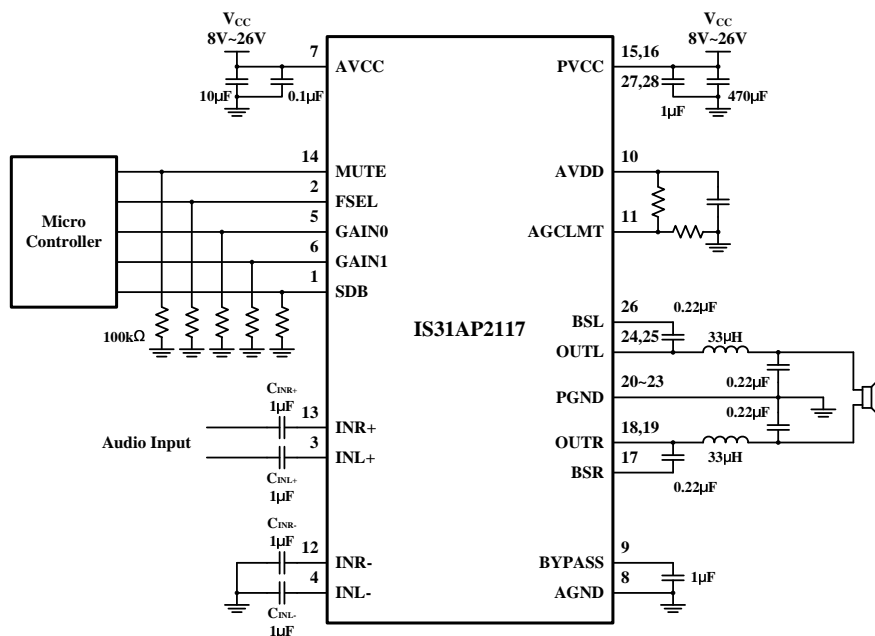 VCC
8V~26V
10μF
0.1μF
7
AVCC
Micro
Controller
14
MUTE
2
FSEL
5
GAIN0
6
GAIN1
1
SDB
100kΩ
Audio Input
CINR+
1μF
13
INR+
3
INL+
CINL+
1μF
CINR-
1μF
12
INR-
4
INL-
CINL-
1μF
IS31AP2117
VCC
8V~26V
15,16
PVCC
27,28
1μF
470μF
10
AVDD
11
AGCLMT
26
BSL
0.22μF
24,25
OUTL
33μH
0.22μF
20~23
PGND
0.22μF
18,19
OUTR
33μH
17
BSR
0.22μF
9
BYPASS
1μF
8
AGND